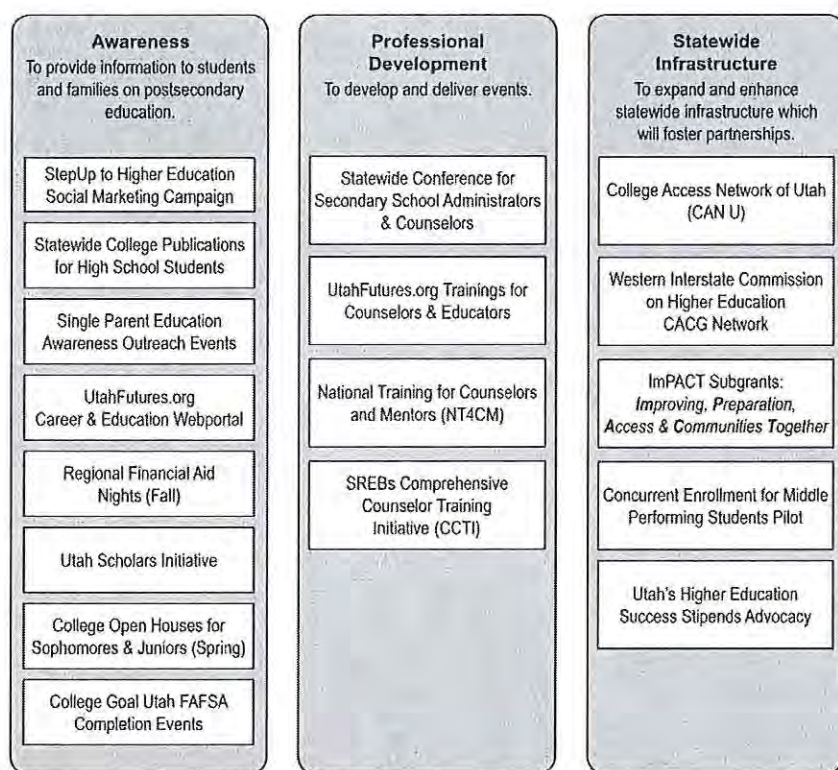 Awareness
To provide information to students
and families on postsecondary
education.
StepUp to Higher Education
Social Marketing Campaign
Statewide College Publications
for High School Students
Single Parent Education
Awareness Outreach Events
UtahFutures.org
Career & Education Webportal
Regional Financial Aid
Nights (Fall)
Utah Scholars Initiative
College Open Houses for
Sophomores & Juniors (Spring)
College Goal Utah FAFSA
Completion Events
Professional
Development
To develop and deliver events.
Statewide Conference for
Secondary School Administrators
& Counselors
UtahFutures.org Trainings for
Counselors & Educators
National Training for Counselors
and Mentors (NT4CM)
SREBs Comprehensive
Counselor Training
Initiative (CCTI)
Statewide
Infrastructure
To expand and enhance
statewide infrastructure which
will foster partnerships.
College Access Network of Utah
(CAN U)
Western Interstate Commission
on Higher Education
CACG Network
ImPACT Subgrants:
Improving, Preparation,
Access & Communities Together
Concurrent Enrollment for Middle
Performing Students Pilot
Utah's Higher Education
Success Stipends Advocacy